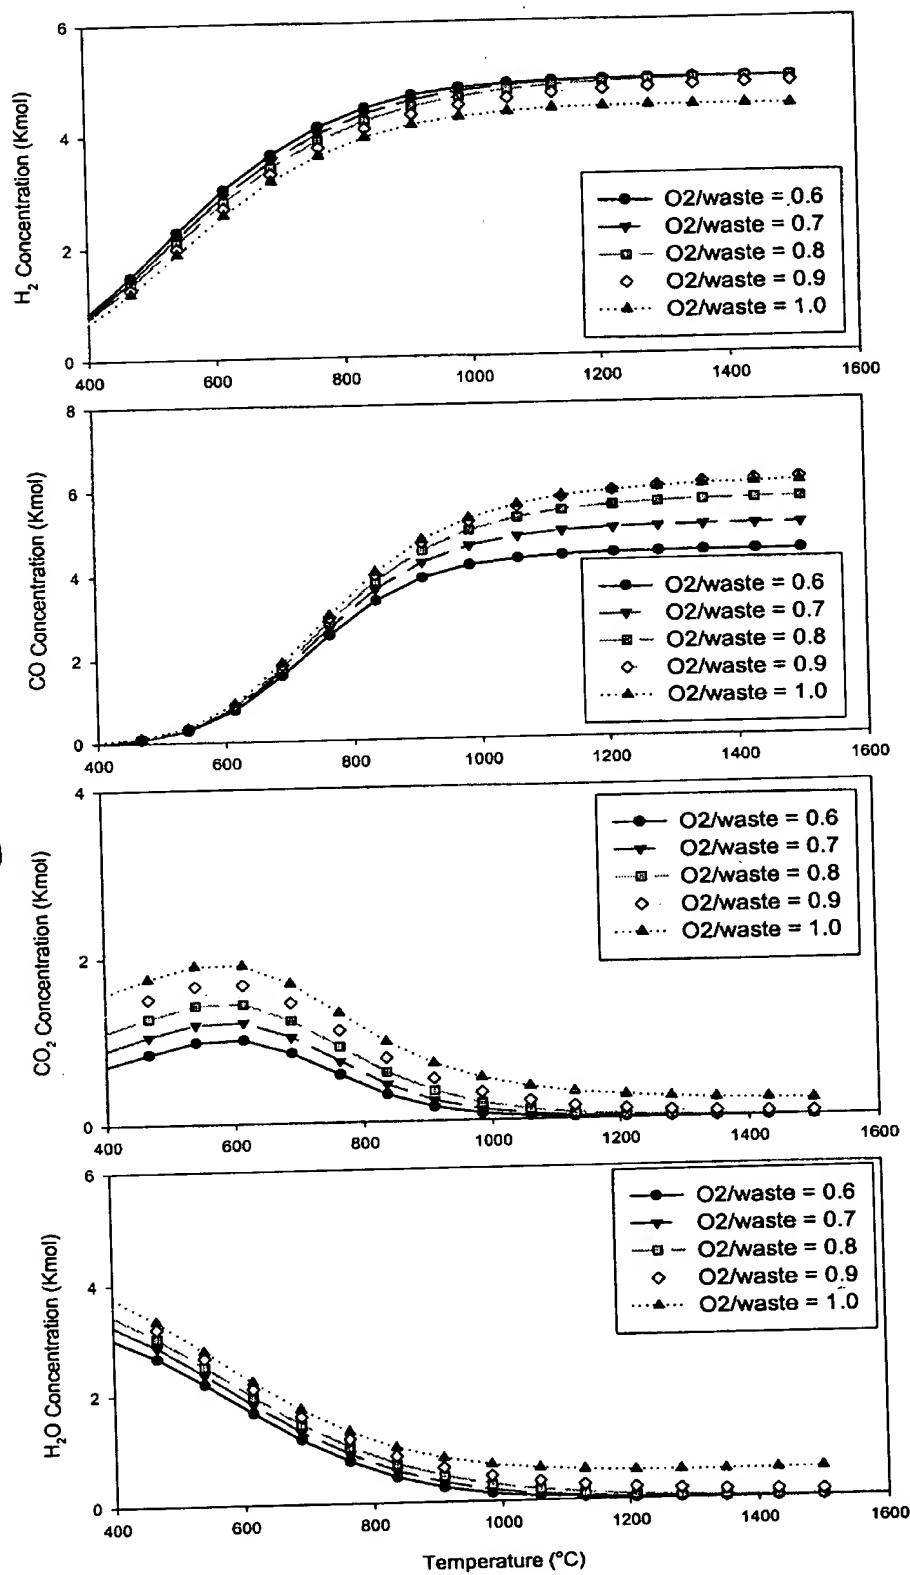 6
4
2
0
H2 Concentration (Kmol)
O2/waste = 0.6
O2/waste = 0.7
O2/waste = 0.8
O2/waste = 0.9
O2/waste = 1.0
400 600 800 1000 1200 1400 1600
8
6
4
2
0
CO Concentration (Kmol)
O2/waste = 0.6
O2/waste = 0.7
O2/waste = 0.8
O2/waste = 0.9
O2/waste = 1.0
400 600 800 1000 1200 1400 1600
4
2
0
CO2 Concentration (Kmol)
O2/waste = 0.6
O2/waste = 0.7
O2/waste = 0.8
O2/waste = 0.9
O2/waste = 1.0
400 600 800 1000 1200 1400 1600
6
4
2
0
H2O Concentration (Kmol)
O2/waste = 0.6
O2/waste = 0.7
O2/waste = 0.8
O2/waste = 0.9
O2/waste = 1.0
400 600 800 1000 1200 1400 1600
Temperature (°C)